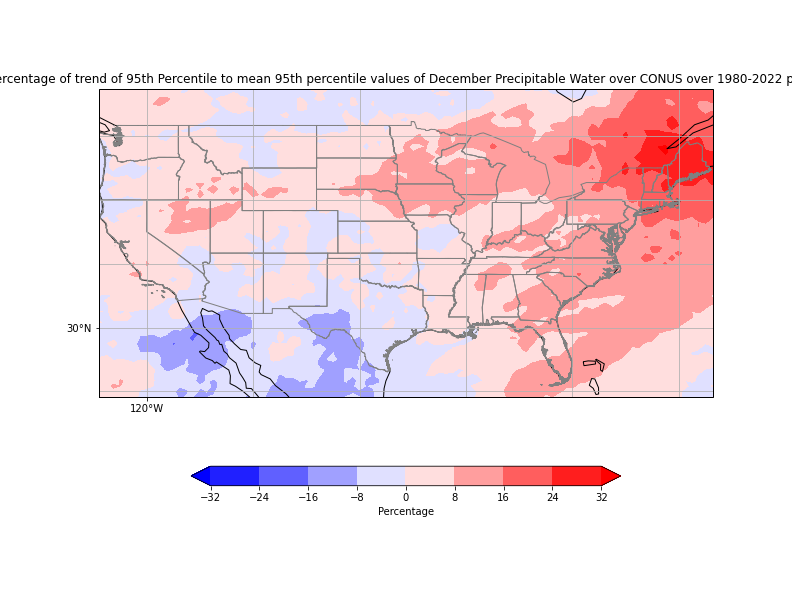 ercentage of trend of 95th Percentile to mean 95th percentile values of December Precipitable Water over CONUS over 1980-2022 p
30°N
120°W
−32 −24 −16 −8 0 8 16 24 32
Percentage